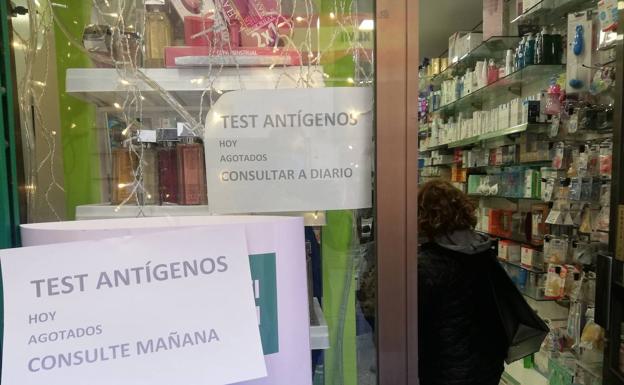 TEST ANTÍGENOS
HOY
AGOTADOS
CONSULTAR A DIARIO
TEST ANTÍGENOS
HOY
AGOTADOS
CONSULTE MAÑANA